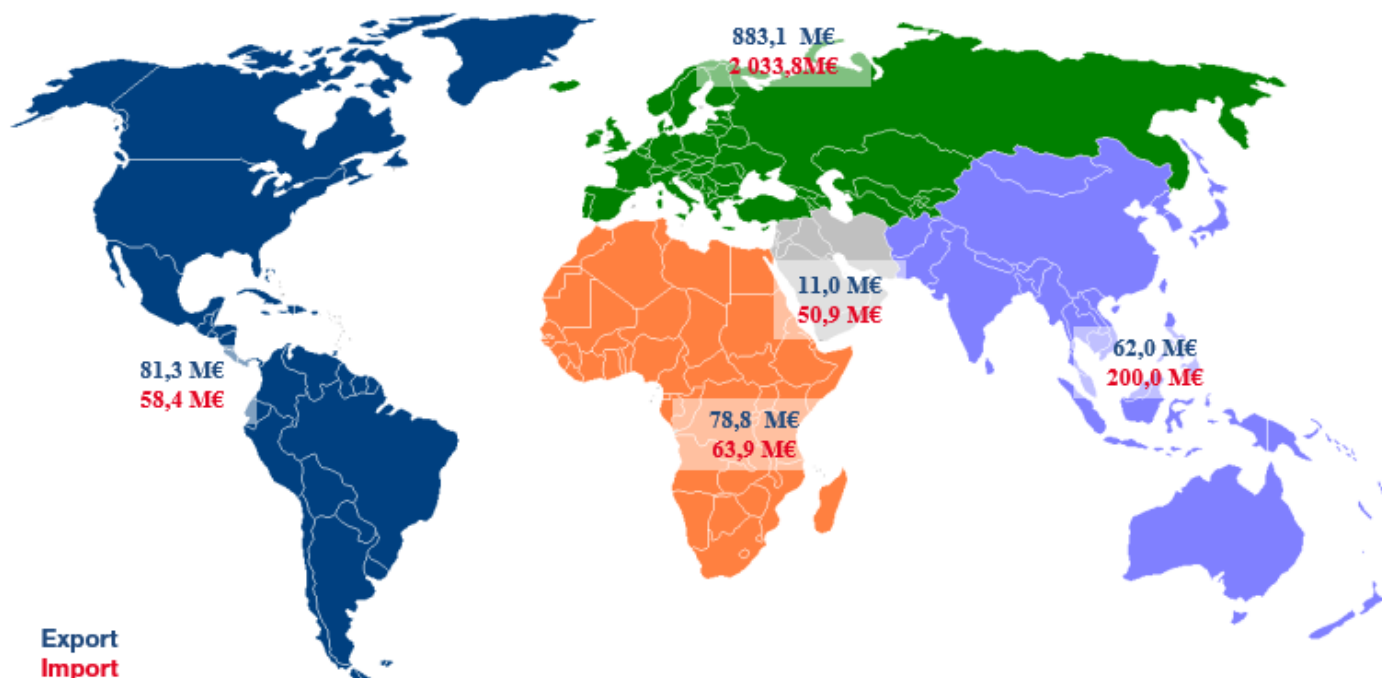 883,1 M€
2 033,8M€
11,0 M€
50,9 M€
62,0 M€
200,0 M€
81,3 M€
58,4 M€
78,8 M€
63,9 M€
Export
Import